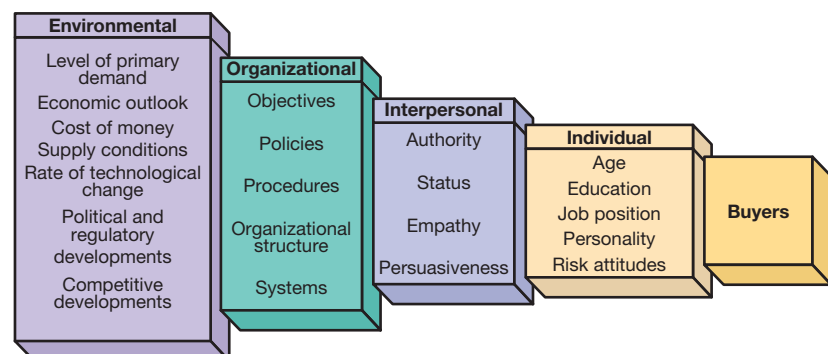 Environmental
Level of primary
demand
Economic outlook
Cost of money
Supply conditions
Rate of technological
change
Political and
regulatory
developments
Competitive
developments
Organizational
Objectives
Policies
Procedures
Organizational
structure
Systems
Interpersonal
Authority
Status
Empathy
Persuasiveness
Individual
Age
Education
Job position
Personality
Risk attitudes
Buyers